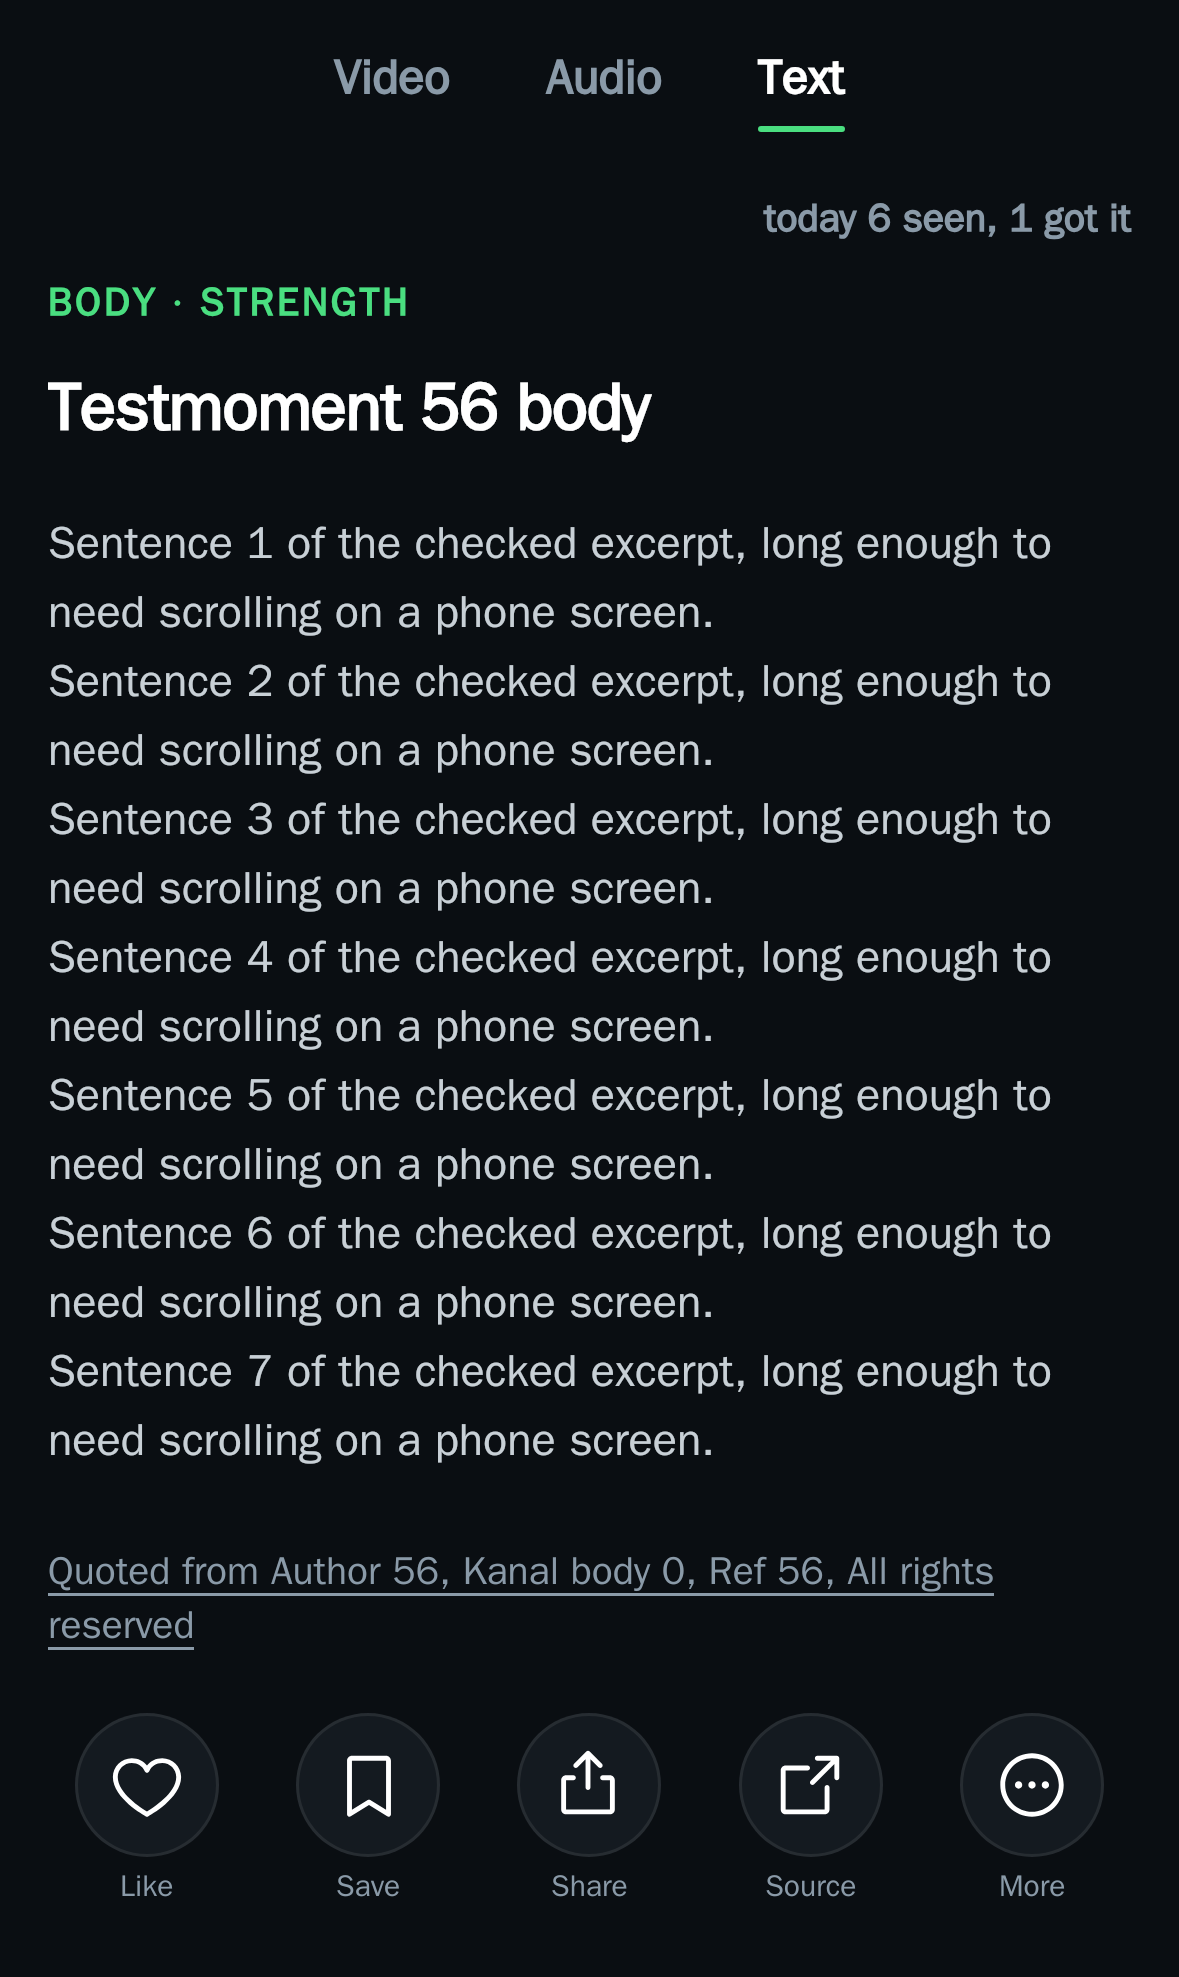 Video Audio Text
today 6 seen, 1 got it
BODY · STRENGTH
Testmoment 56 body
Sentence 1 of the checked excerpt, long enough to
need scrolling on a phone screen.
Sentence 2 of the checked excerpt, long enough to
need scrolling on a phone screen.
Sentence 3 of the checked excerpt, long enough to
need scrolling on a phone screen.
Sentence 4 of the checked excerpt, long enough to
need scrolling on a phone screen.
Sentence 5 of the checked excerpt, long enough to
need scrolling on a phone screen.
Sentence 6 of the checked excerpt, long enough to
need scrolling on a phone screen.
Sentence 7 of the checked excerpt, long enough to
need scrolling on a phone screen.
Quoted from Author 56, Kanal body 0, Ref 56, All rights
reserved
Like Save Share Source More